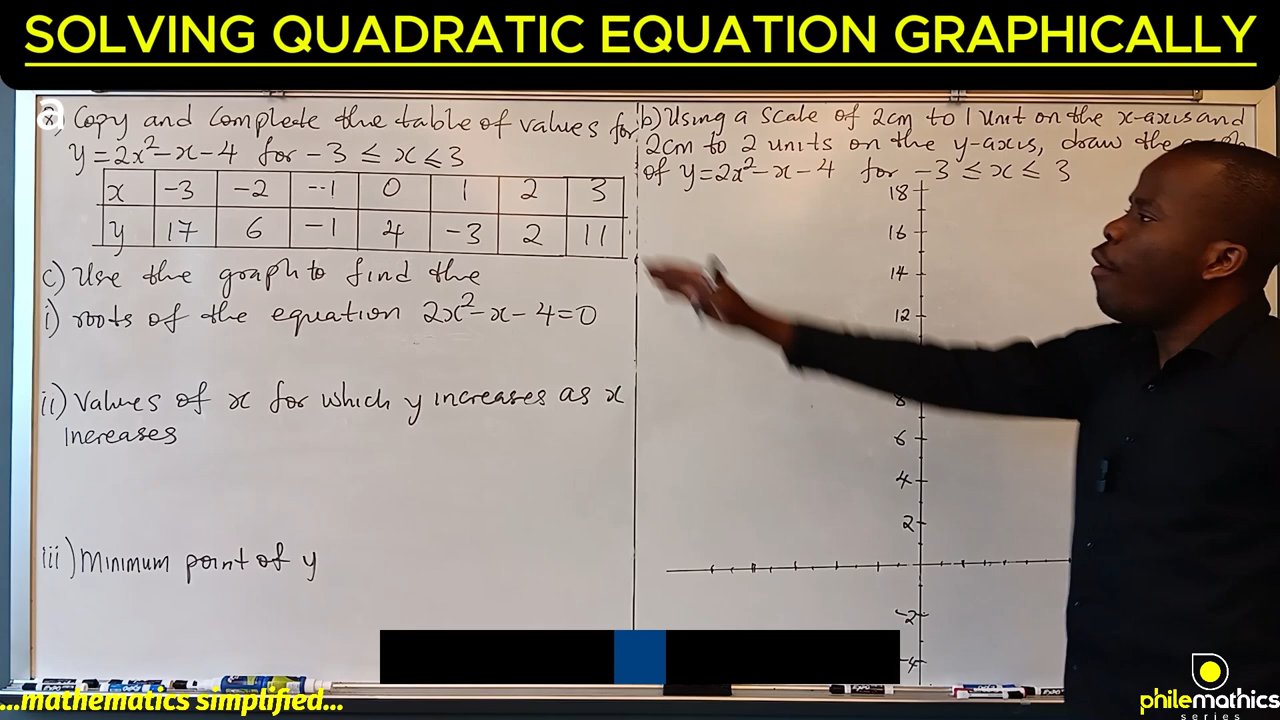 SOLVING QUADRATIC EQUATION GRAPHICALLY
a) Copy and complete the table of values for
y = 2x² - x - 4 for -3 ≤ x ≤ 3
x -3 -2 -1 0 1 2 3
y 17 6 -1 4 -3 2 11
c) Use the graph to find the
i) roots of the equation 2x² - x - 4 = 0
ii) Values of x for which y increases as x
increases
iii) Minimum point of y
b) Using a scale of 2cm to 1 unit on the x-axis and
2cm to 2 units on the y-axis, draw the
of y = 2x² - x - 4 for -3 ≤ x ≤ 3
18
16
14
12
8
6
4
2
-2
-4
...mathematics simplified...
philemathics
series